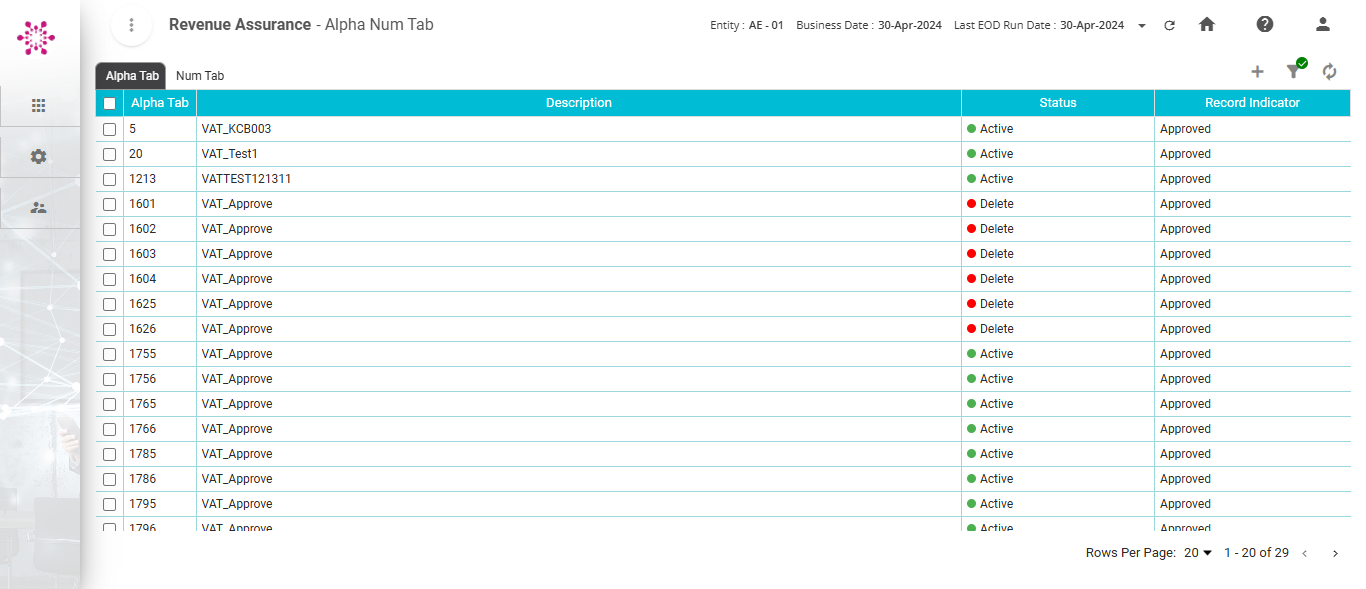 Revenue Assurance - Alpha Num Tab
Entity : AE - 01 Business Date : 30-Apr-2024 Last EOD Run Date : 30-Apr-2024
Alpha Tab Num Tab
Alpha Tab Description Status Record Indicator
5 VAT_KCB003 Active Approved
20 VAT_Test1 Active Approved
1213 VATTEST121311 Active Approved
1601 VAT_Approve Delete Approved
1602 VAT_Approve Delete Approved
1603 VAT_Approve Delete Approved
1604 VAT_Approve Delete Approved
1625 VAT_Approve Delete Approved
1626 VAT_Approve Delete Approved
1755 VAT_Approve Active Approved
1756 VAT_Approve Active Approved
1765 VAT_Approve Active Approved
1766 VAT_Approve Active Approved
1785 VAT_Approve Active Approved
1786 VAT_Approve Active Approved
1795 VAT_Approve Active Approved
1796 VAT_Approve Active Approved
Rows Per Page: 20 1 - 20 of 29